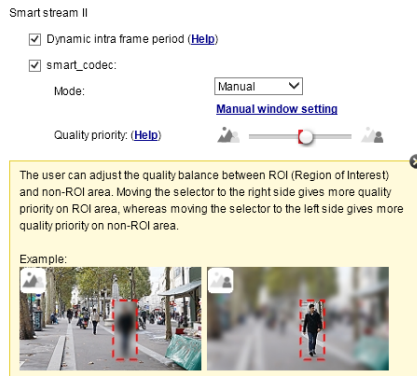 Smart stream II
Dynamic intra frame period (Help)
smart_codec:
Mode: Manual
Manual window setting
Quality priority: (Help)
The user can adjust the quality balance between ROI (Region of Interest)
and non-ROI area. Moving the selector to the right side gives more quality
priority on ROI area, whereas moving the selector to the left side gives more
quality priority on non-ROI area.
Example: